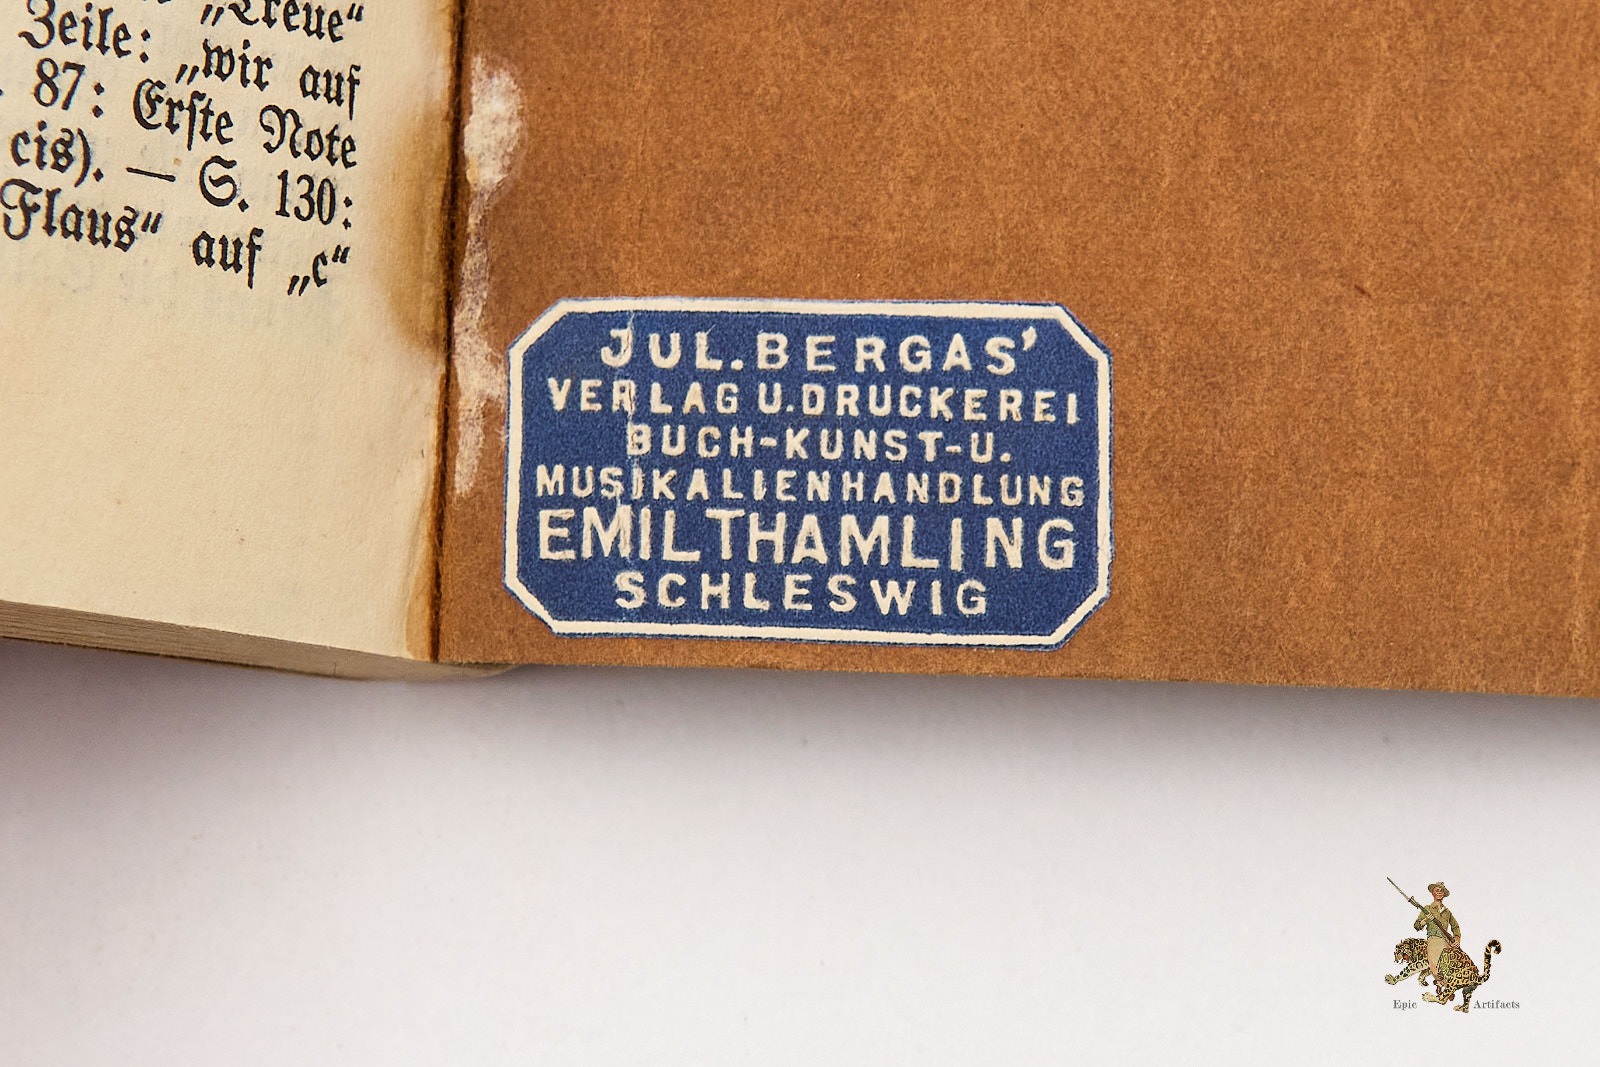 „Treue“
Zeile: „wir auf
. 87: Erste Note
cis). — S. 130:
Flaus“ auf „c“
JUL. BERGAS'
VERLAG U. DRUCKEREI
BUCH-KUNST-U.
MUSIKALIENHANDLUNG
EMIL THAMLING
SCHLESWIG
Epic Artifacts